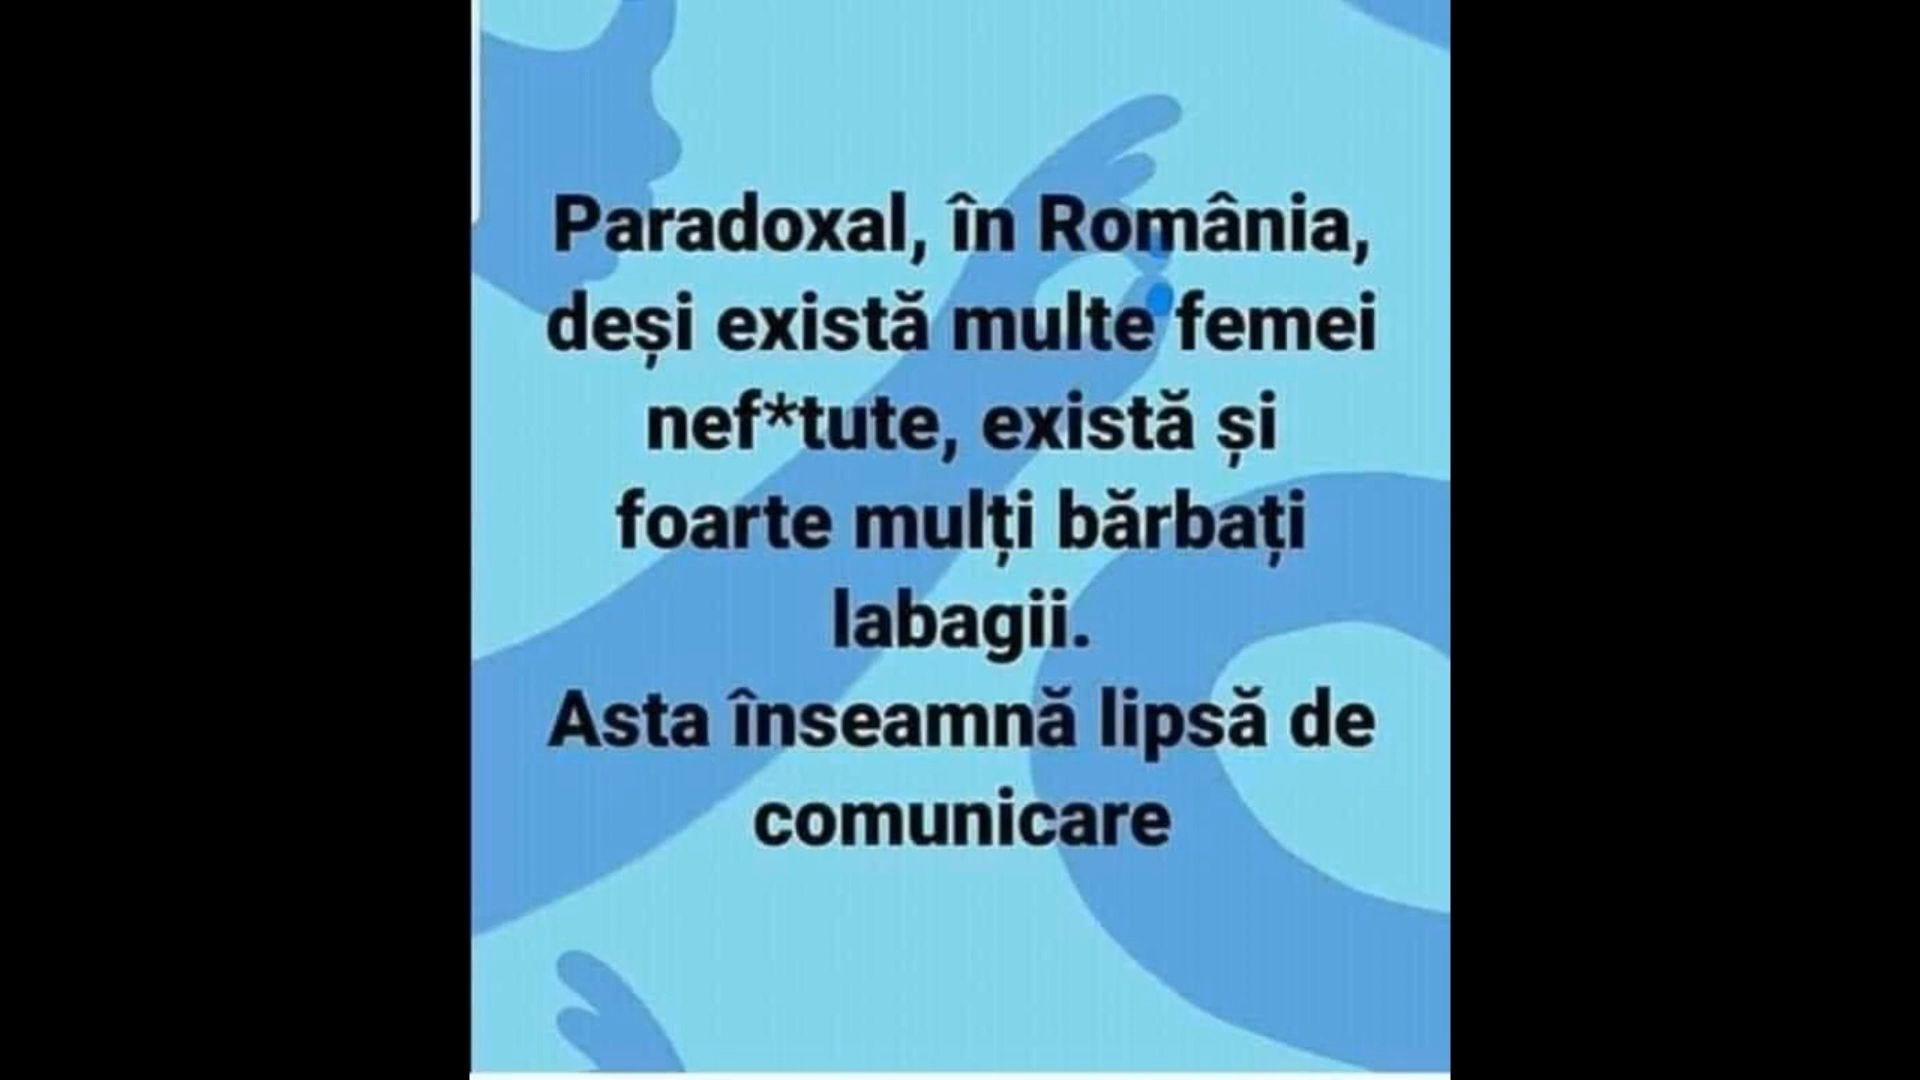 Paradoxal, în România,
deși există multe femei
nef*tute, există și
foarte mulți bărbați
labagii.
Asta înseamnă lipsă de
comunicare